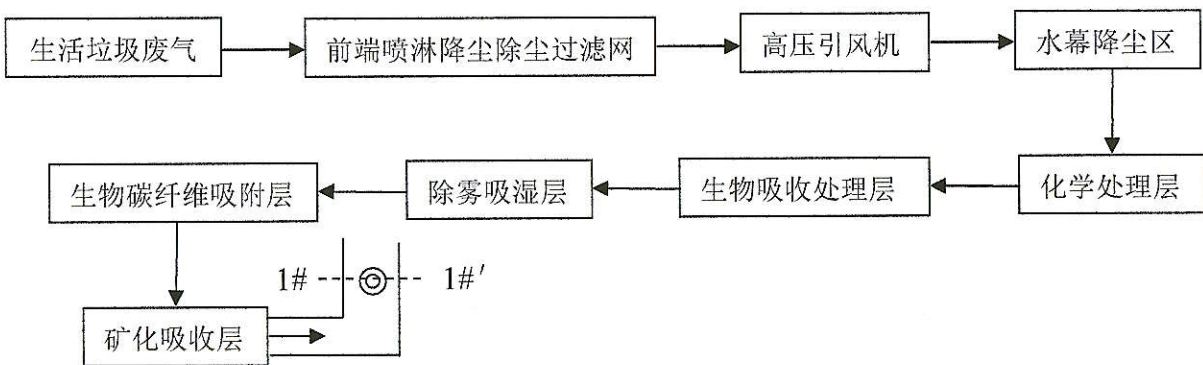 生活垃圾废气
前端喷淋降尘除尘过滤网
高压引风机
水幕降尘区
化学处理层
生物吸收处理层
除雾吸湿层
生物碳纤维吸附层
矿化吸收层
1#
1#′